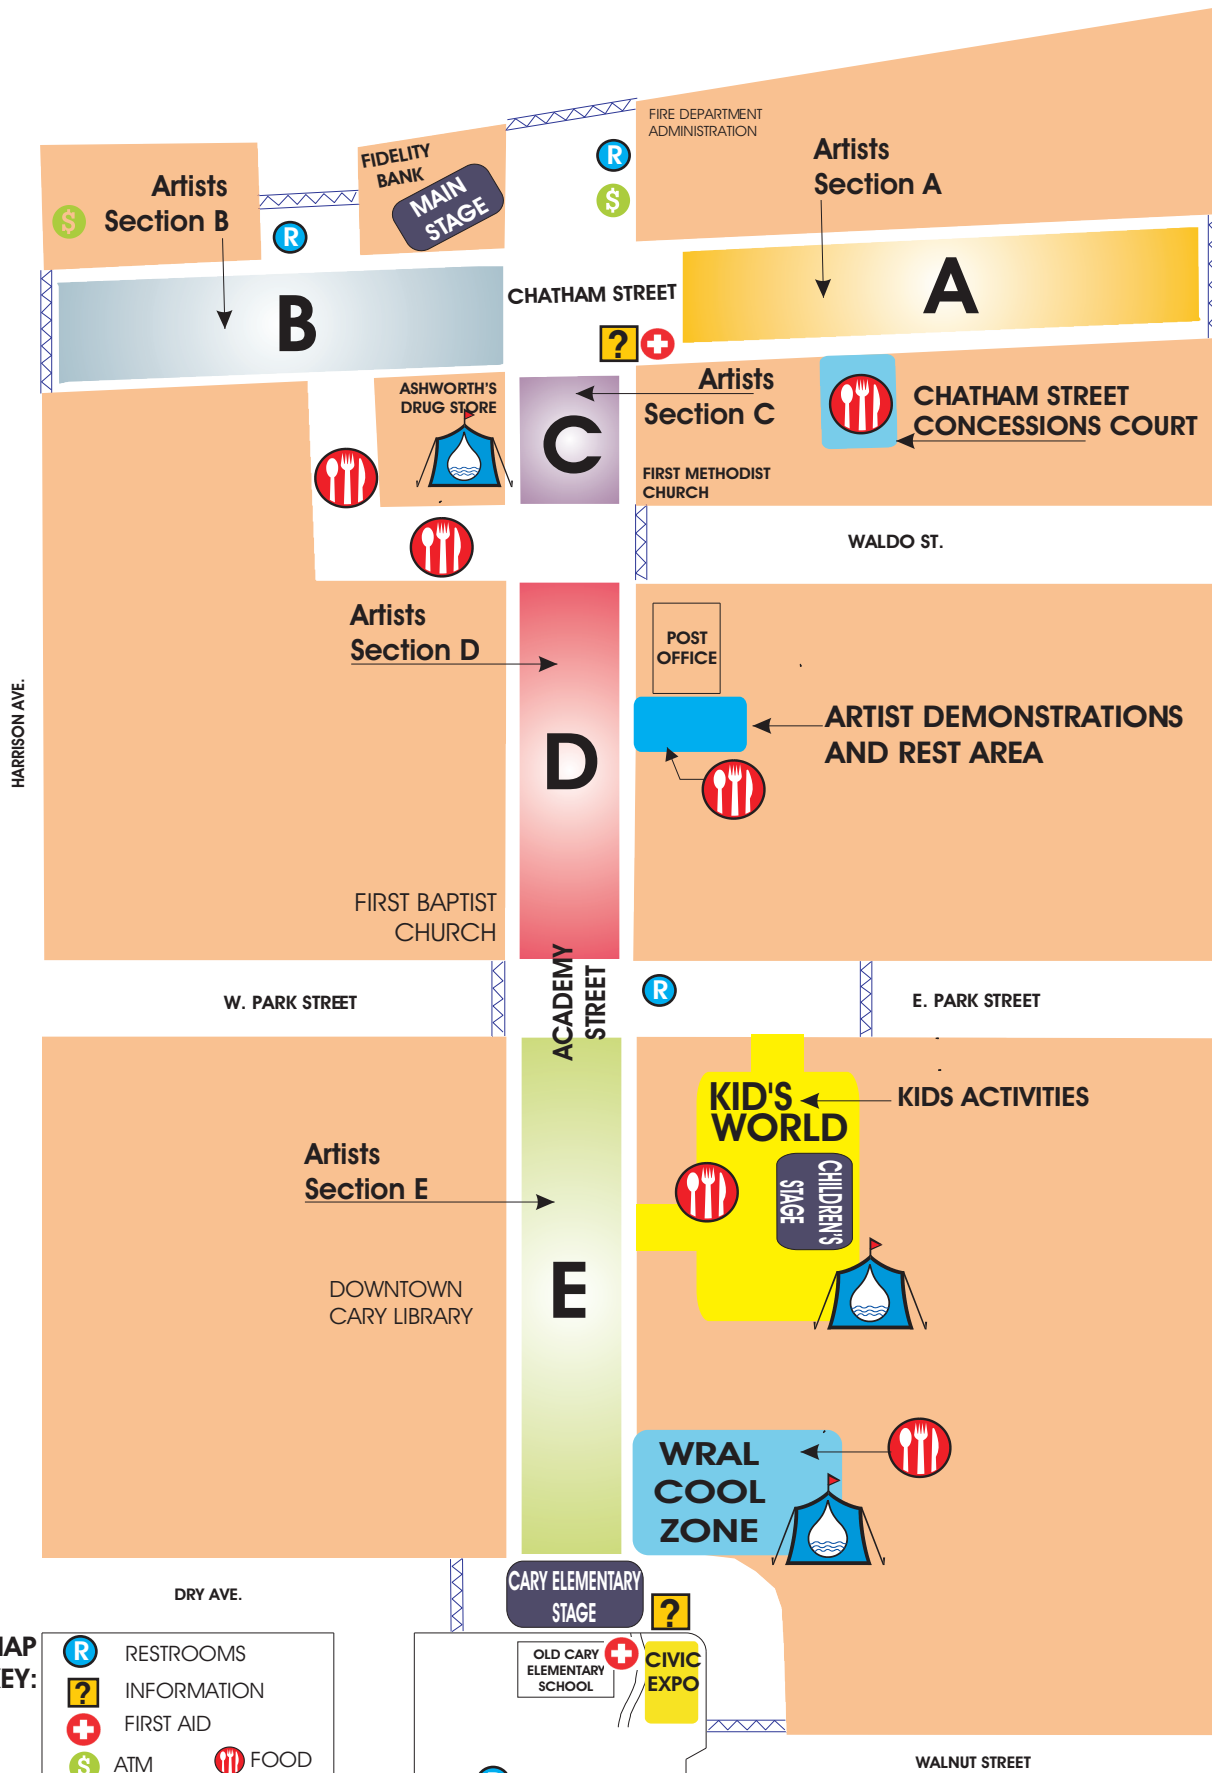 FIRE DEPARTMENT
ADMINISTRATION
FIDELITY
BANK
MAIN
STAGE
R
$
Artists
Section A
Artists
Section B
$
R
B
CHATHAM STREET
A
?
ASHWORTH'S
DRUG STORE
C
Artists
Section C
CHATHAM STREET
CONCESSIONS COURT
FIRST METHODIST
CHURCH
WALDO ST.
Artists
Section D
POST
OFFICE
HARRISON AVE.
D
ARTIST DEMONSTRATIONS
AND REST AREA
FIRST BAPTIST
CHURCH
ACADEMY
STREET
W. PARK STREET
R
E. PARK STREET
KID'S
WORLD
KIDS ACTIVITIES
CHILDREN'S
STAGE
Artists
Section E
E
DOWNTOWN
CARY LIBRARY
WRAL
COOL
ZONE
DRY AVE.
CARY ELEMENTARY
STAGE
?
OLD CARY
ELEMENTARY
SCHOOL
CIVIC
EXPO
KEY:
R RESTROOMS
? INFORMATION
FIRST AID
$ ATM
FOOD
WALNUT STREET